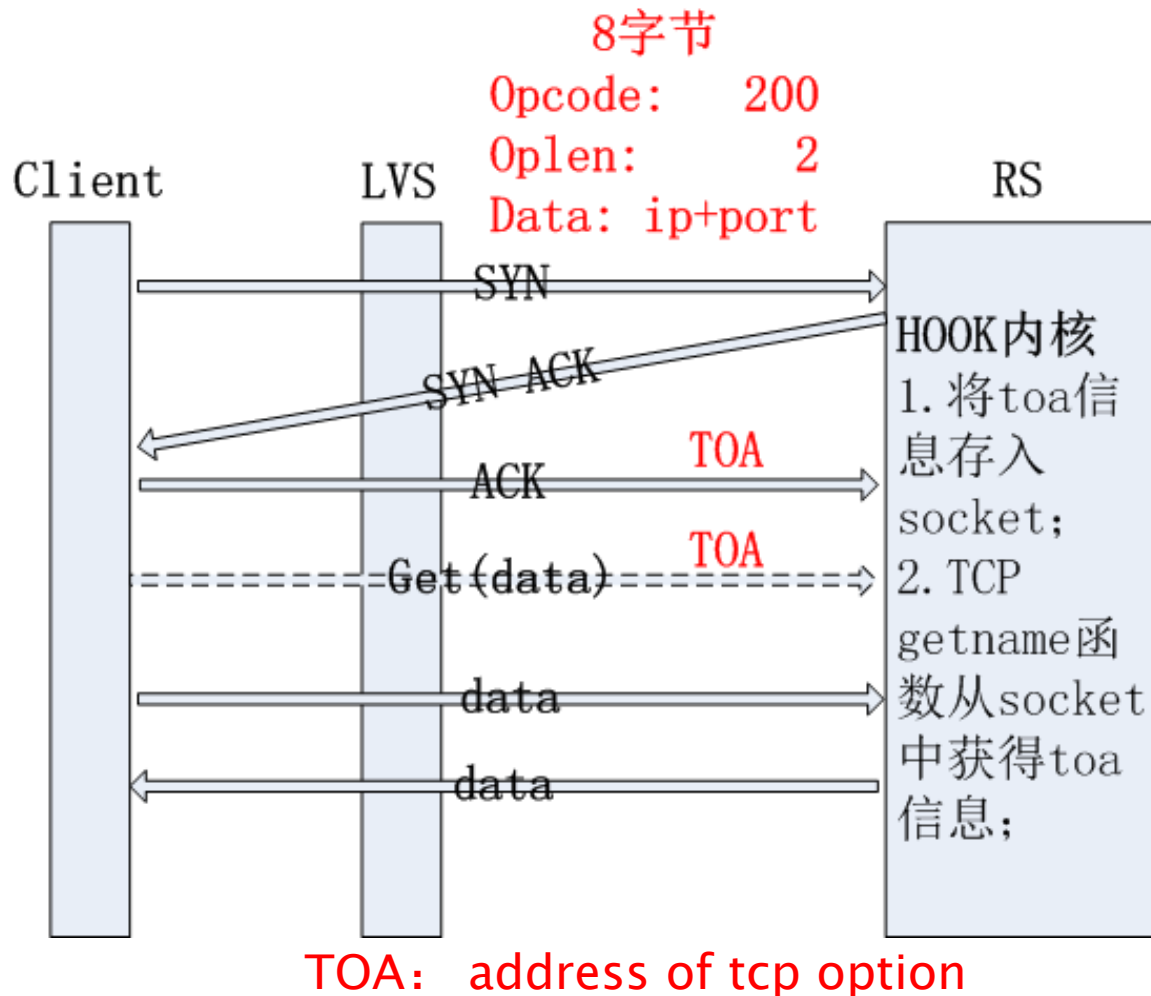 8字节
Opcode: 200
Oplen: 2
Data: ip+port
Client
LVS
RS
SYN
SYN ACK
TOA
ACK
TOA
Get(data)
data
data
HOOK内核
1.将toa信
息存入
socket;
2.TCP
getname函
数从socket
中获得toa
信息;
TOA: address of tcp option